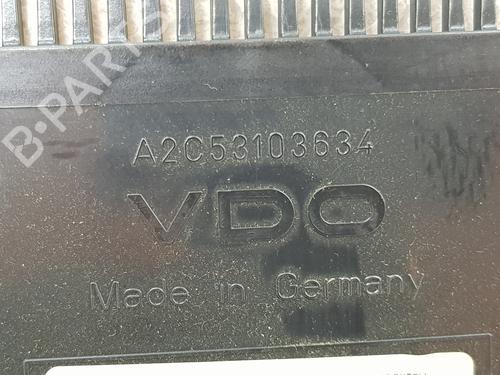 B-PARTS
A2C53103634
VDO
Made in Germany